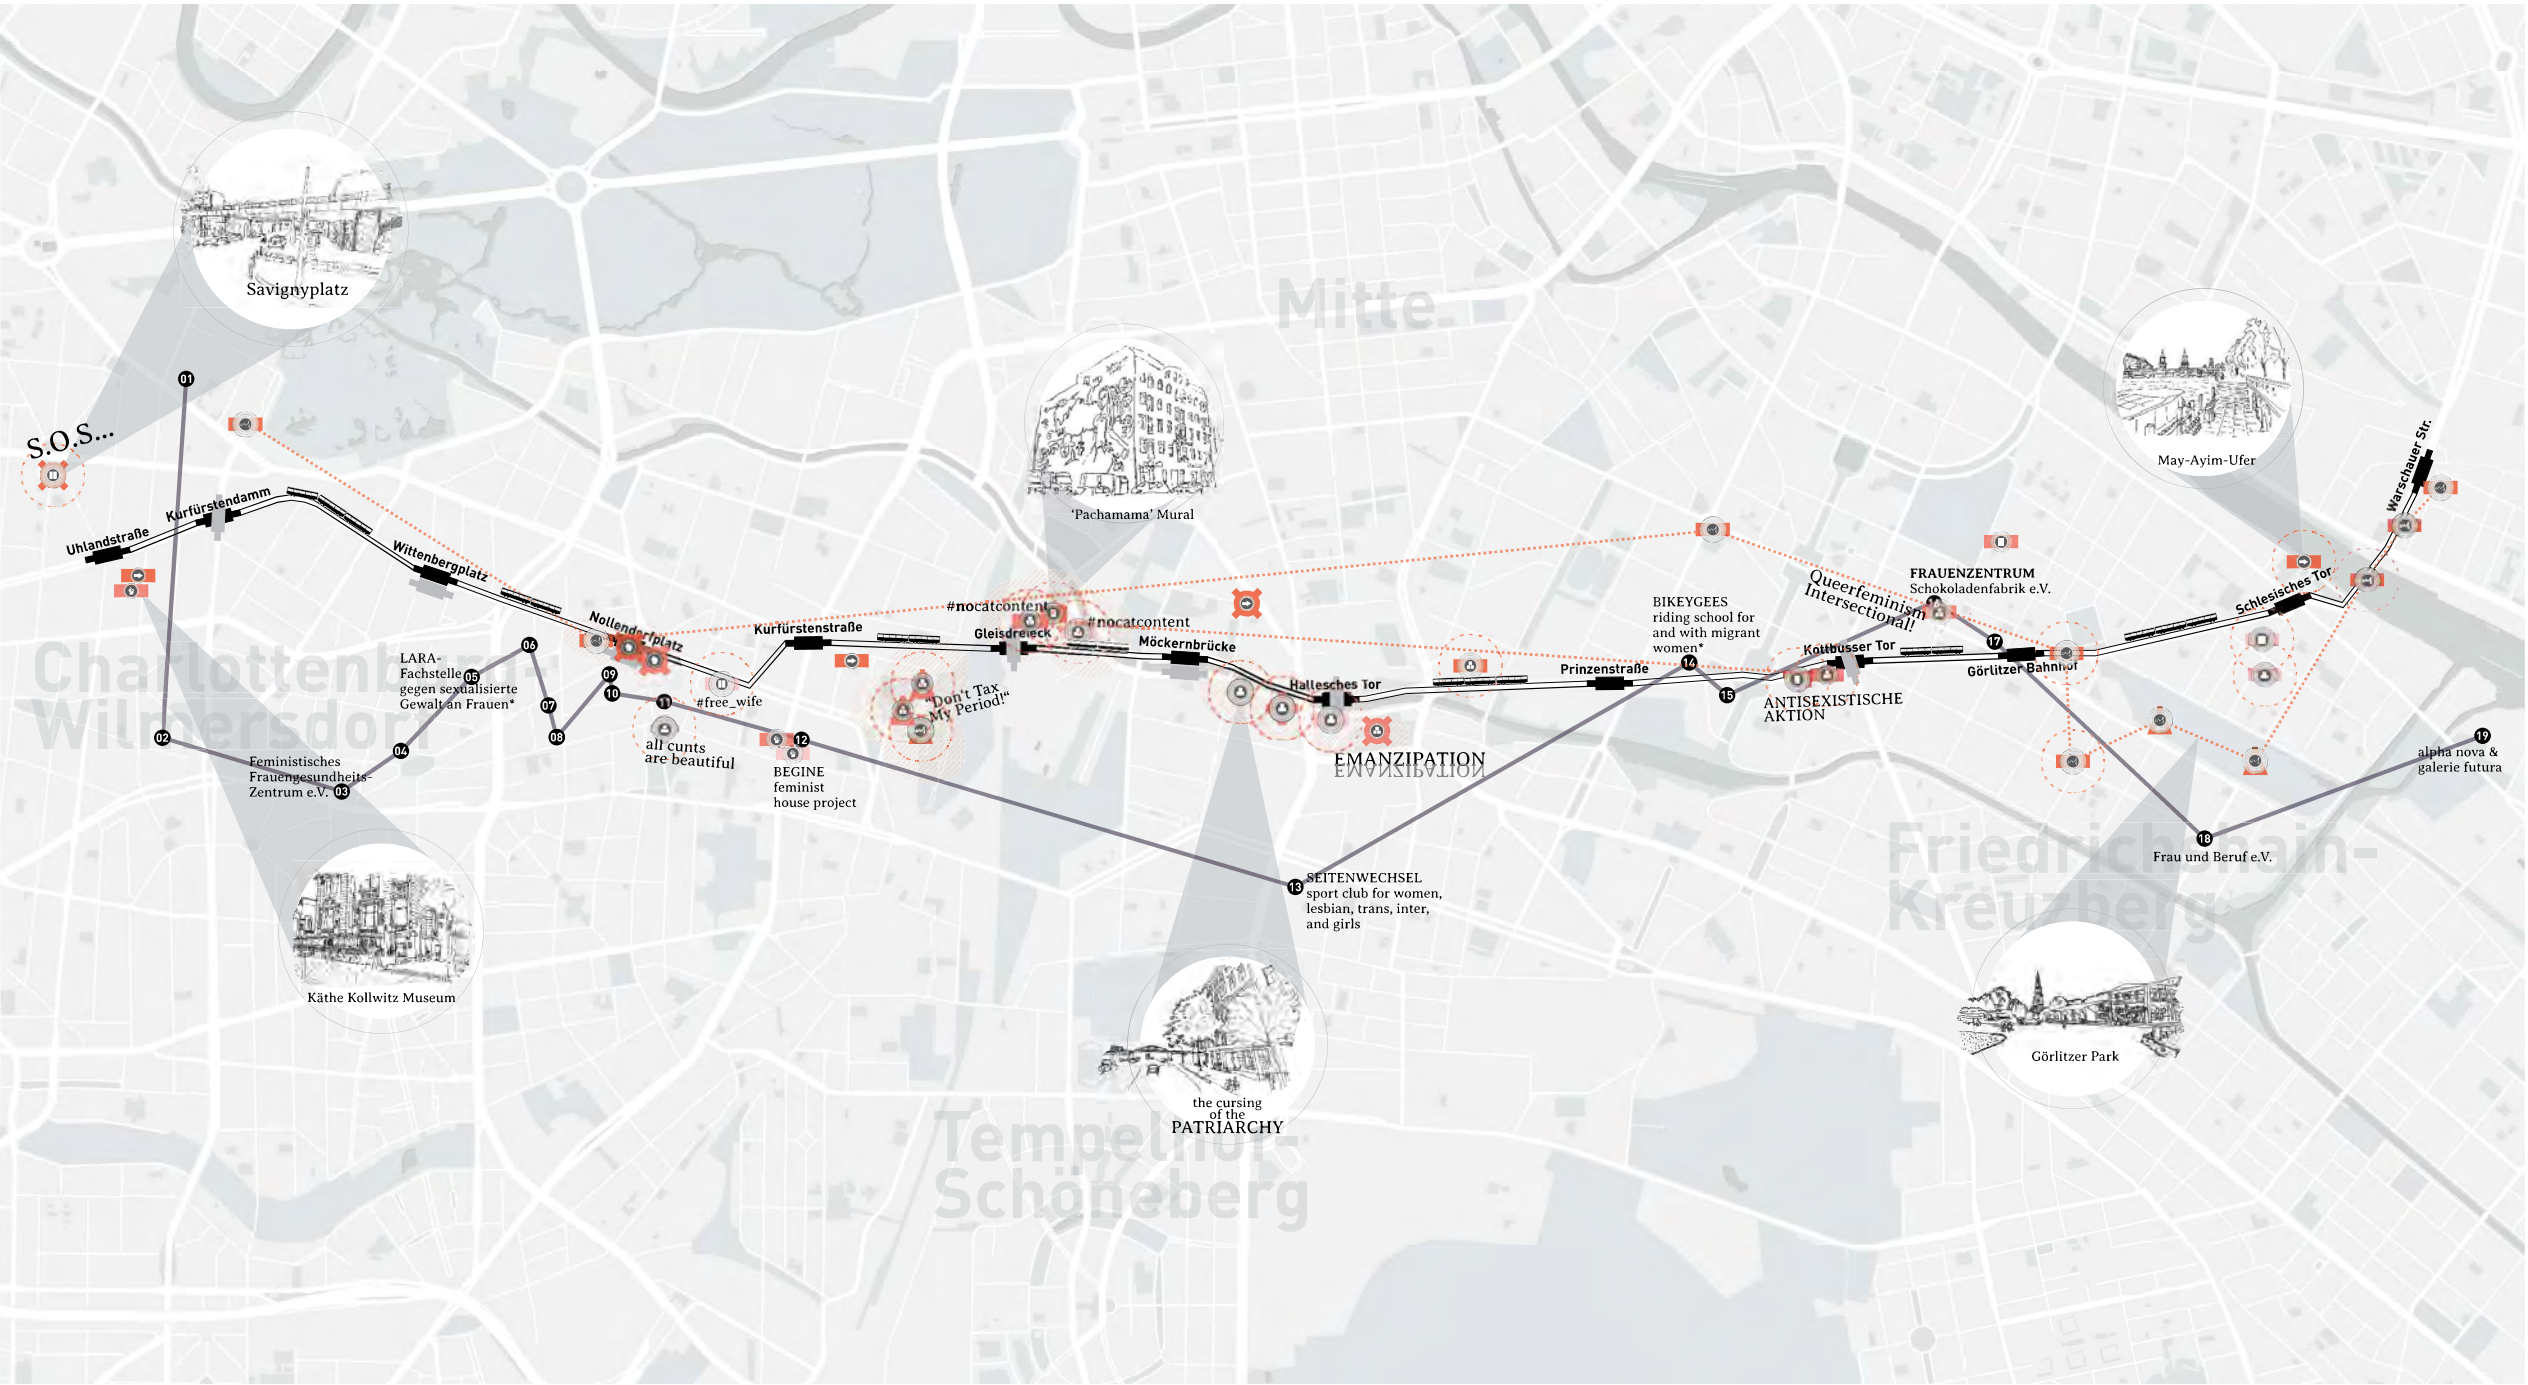 Savignyplatz
Mitte
'Pachamama' Mural
May-Ayim-Ufer
01
S.O.S...
Uhlandstraße
Kurfürstendamm
Wittenbergplatz
Nollendorfplatz
Kurfürstenstraße
Gleisdreieck
Möckernbrücke
Hallesches Tor
Prinzenstraße
Kottbusser Tor
Görlitzer Bahnhof
Schlesisches Tor
Warschauer Str.
Charlottenberg-
Wilmersdorf
02
Feministisches
Frauengesundheits-
Zentrum e.V.
03
04
LARA-
Fachstelle
05
gegen sexualisierte
Gewalt an Frauen*
06
07
08
09
10
11
#free_wife
all cunts
are beautiful
12
BEGINE
feminist
house project
"Don't Tax
My Period!“
#nocatcontent
#nocatcontent
EMANZIPATION
EMANZIPATION
13
SEITENWECHSEL
sport club for women,
lesbian, trans, inter,
and girls
BIKEYGEES
riding school for
and with migrant
women*
14
15
ANTISEXISTISCHE
AKTION
Queerfeminism
Intersectional!
FRAUENZENTRUM
Schokoladenfabrik e.V.
17
18
Frau und Beruf e.V.
19
alpha nova &
galerie futura
Friedrichshain-
Kreuzberg
Käthe Kollwitz Museum
the cursing
of the
PATRIARCHY
Görlitzer Park
Tempelhof-
Schöneberg